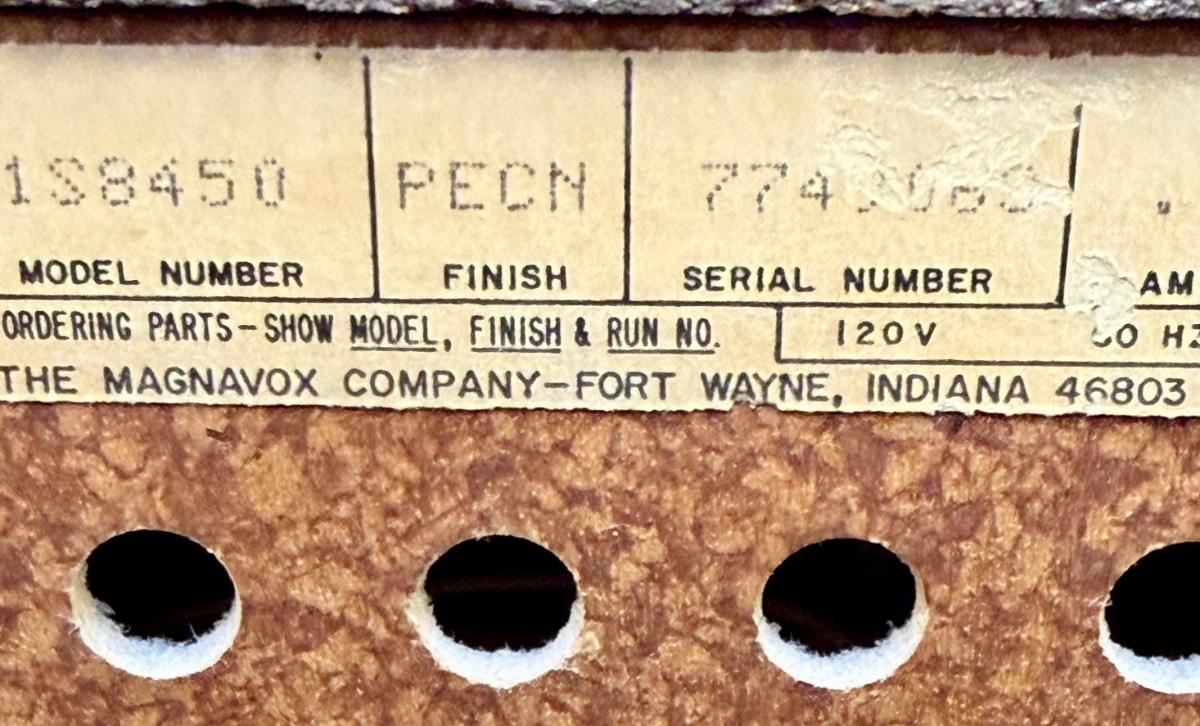 1S8450 PECN
MODEL NUMBER FINISH SERIAL NUMBER
ORDERING PARTS-SHOW MODEL, FINISH & RUN NO. 120V
THE MAGNAVOX COMPANY-FORT WAYNE, INDIANA 46803